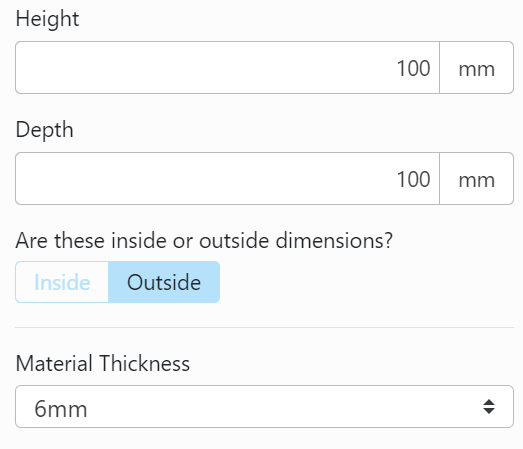 Height
100 mm
Depth
100 mm
Are these inside or outside dimensions?
Inside Outside
Material Thickness
6mm